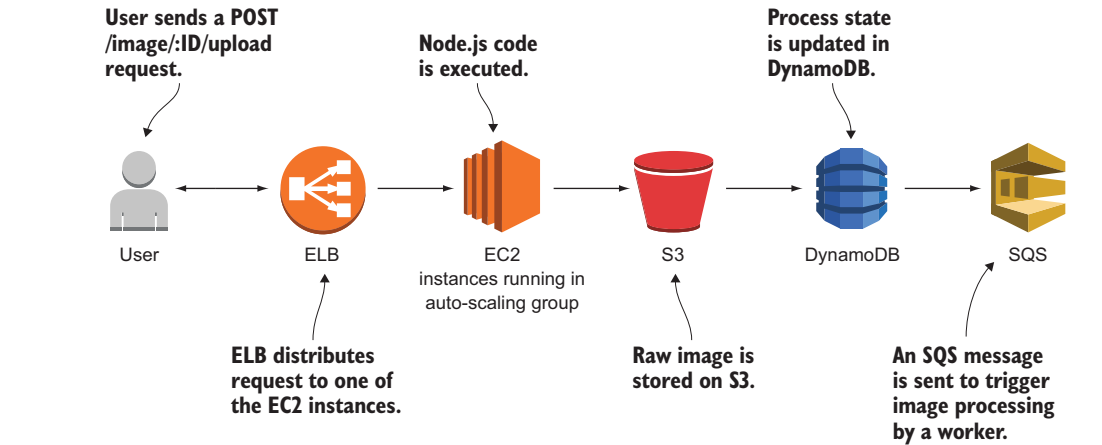 User sends a POST
/image/:ID/upload
request.
Node.js code
is executed.
Process state
is updated in
DynamoDB.
User
ELB
EC2
instances running in
auto-scaling group
S3
DynamoDB
SQS
ELB distributes
request to one of
the EC2 instances.
Raw image is
stored on S3.
An SQS message
is sent to trigger
image processing
by a worker.